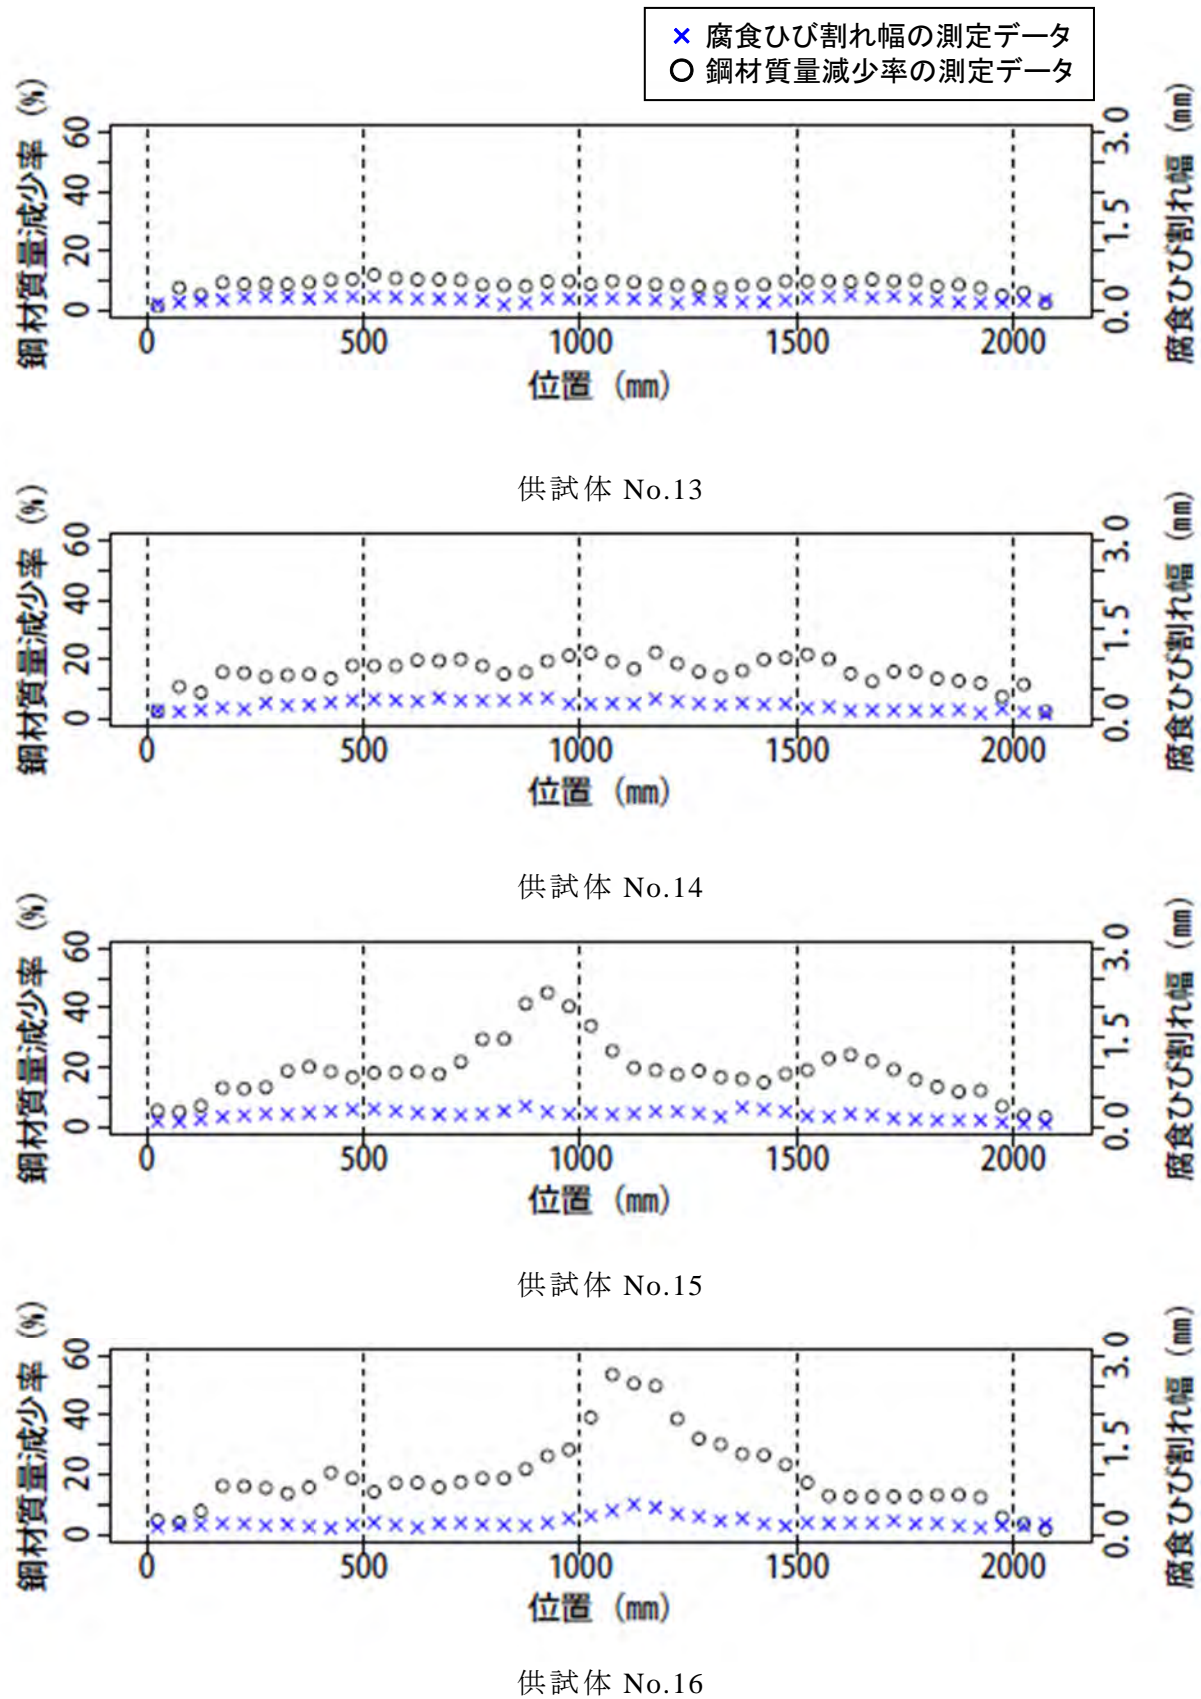 × 腐食ひび割れ幅の測定データ
○ 鋼材質量減少率の測定データ
鋼材質量減少率 (%)
60
40
20
0
3.0
1.5
0.0
腐食ひび割れ幅 (mm)
0 500 1000 1500 2000
位置 (mm)
供試体 No.13
鋼材質量減少率 (%)
60
40
20
0
3.0
1.5
0.0
腐食ひび割れ幅 (mm)
0 500 1000 1500 2000
位置 (mm)
供試体 No.14
鋼材質量減少率 (%)
60
40
20
0
3.0
1.5
0.0
腐食ひび割れ幅 (mm)
0 500 1000 1500 2000
位置 (mm)
供試体 No.15
鋼材質量減少率 (%)
60
40
20
0
3.0
1.5
0.0
腐食ひび割れ幅 (mm)
0 500 1000 1500 2000
位置 (mm)
供試体 No.16